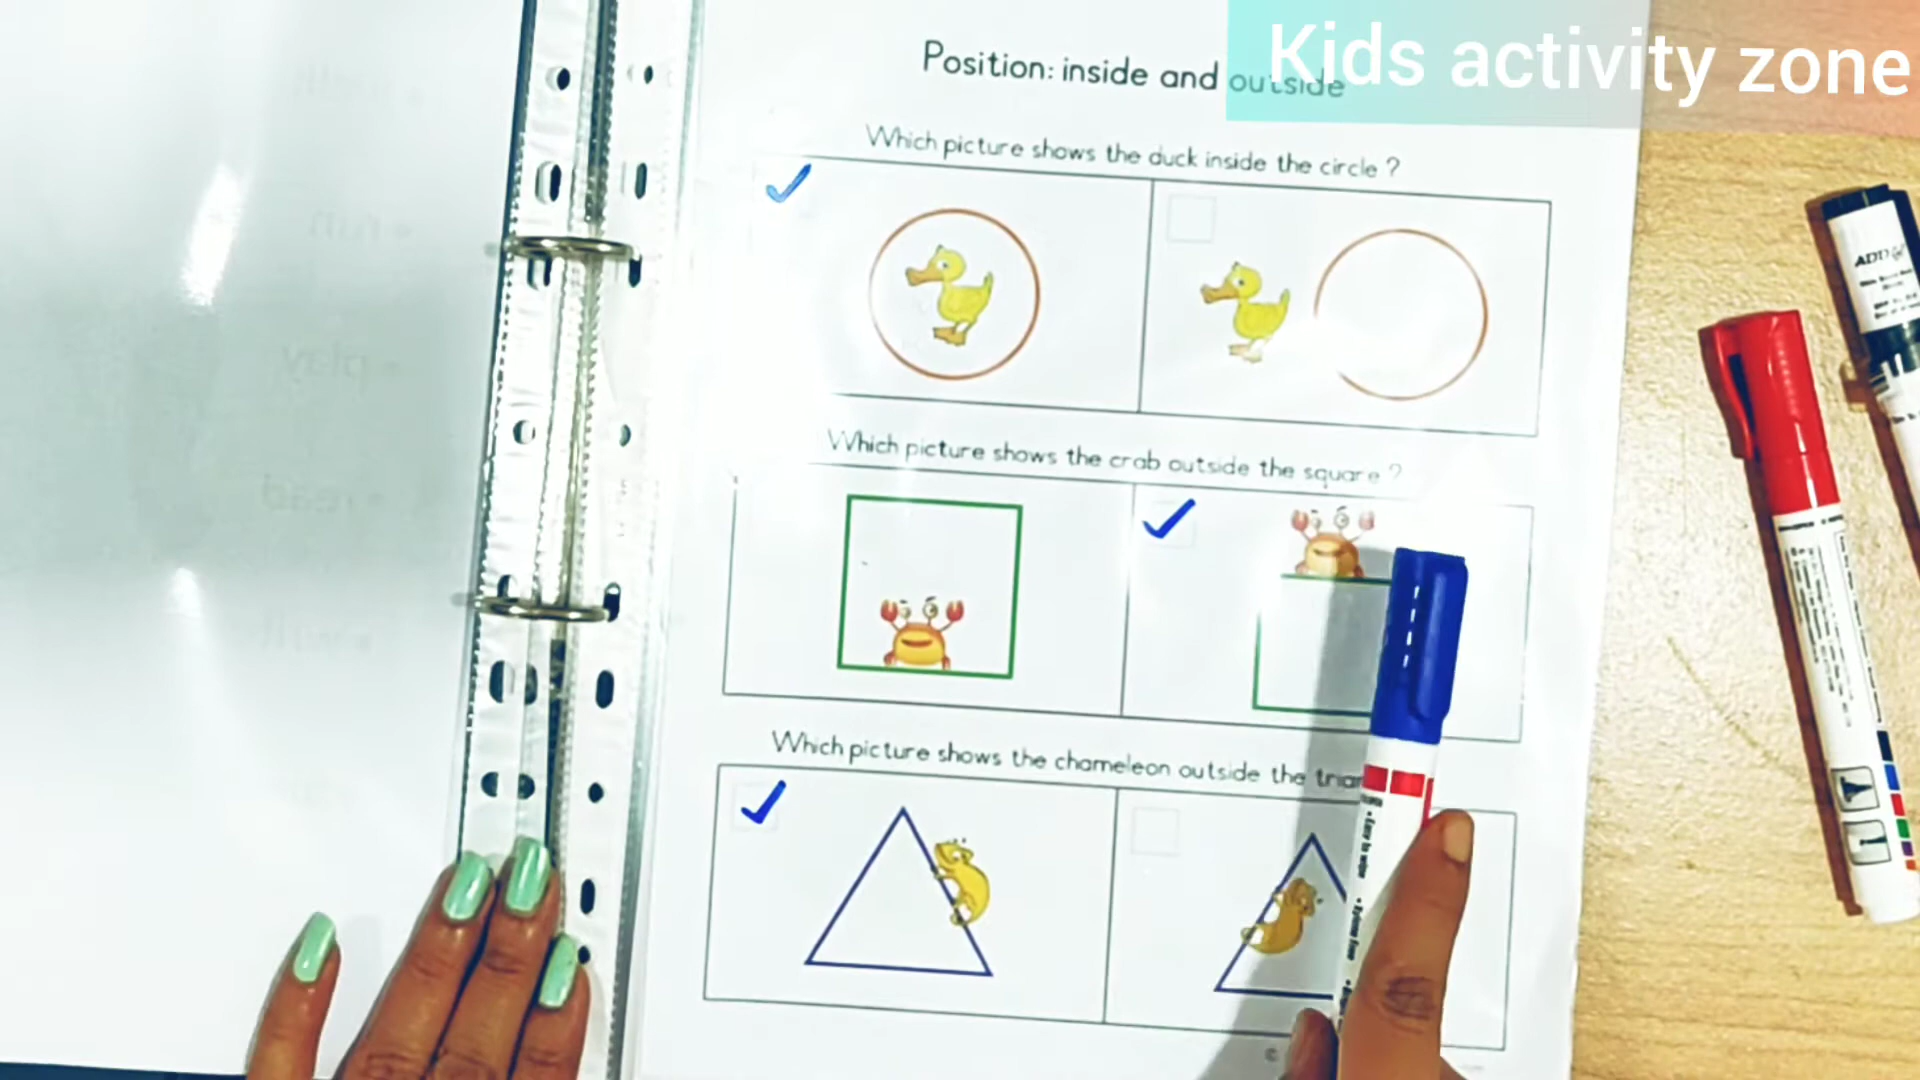 Kids activity zone
Position: inside and outside
Which picture shows the duck inside the circle ?
Which picture shows the crab outside the square ?
Which picture shows the chameleon outside the trian